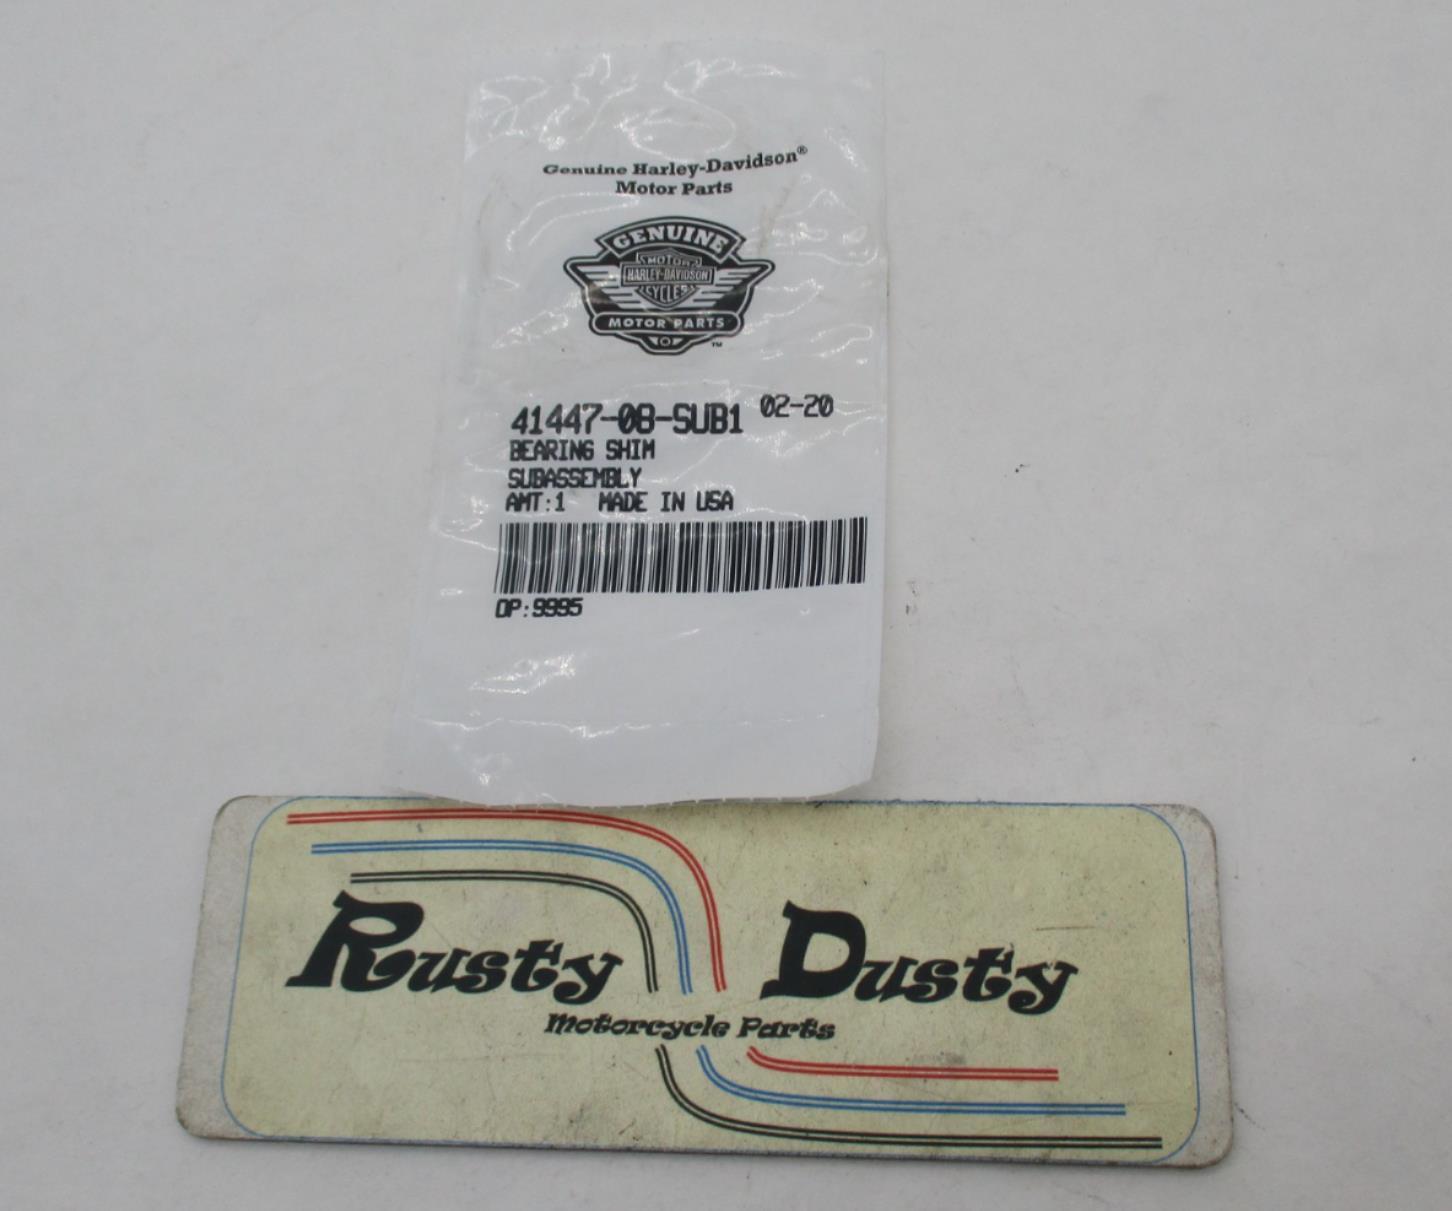 Genuine Harley-Davidson®
Motor Parts
GENUINE
MOTOR
HARLEY-DAVIDSON
CYCLES
MOTOR PARTS
™
41447-08-SUB1 02-20
BEARING SHIM
SUBASSEMBLY
AMT:1 MADE IN USA
OP:9995
Rusty Dusty
Motorcycle Parts